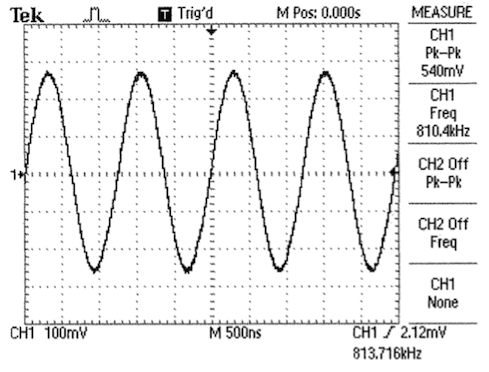 Tek T Trig'd M Pos: 0.000s MEASURE
CH1
Pk-Pk
540mV
CH1
Freq
810.4kHz
CH2 Off
Pk-Pk
CH2 Off
Freq
CH1
None
1
CH1 100mV M 500ns CH1 2.12mV
813.716kHz